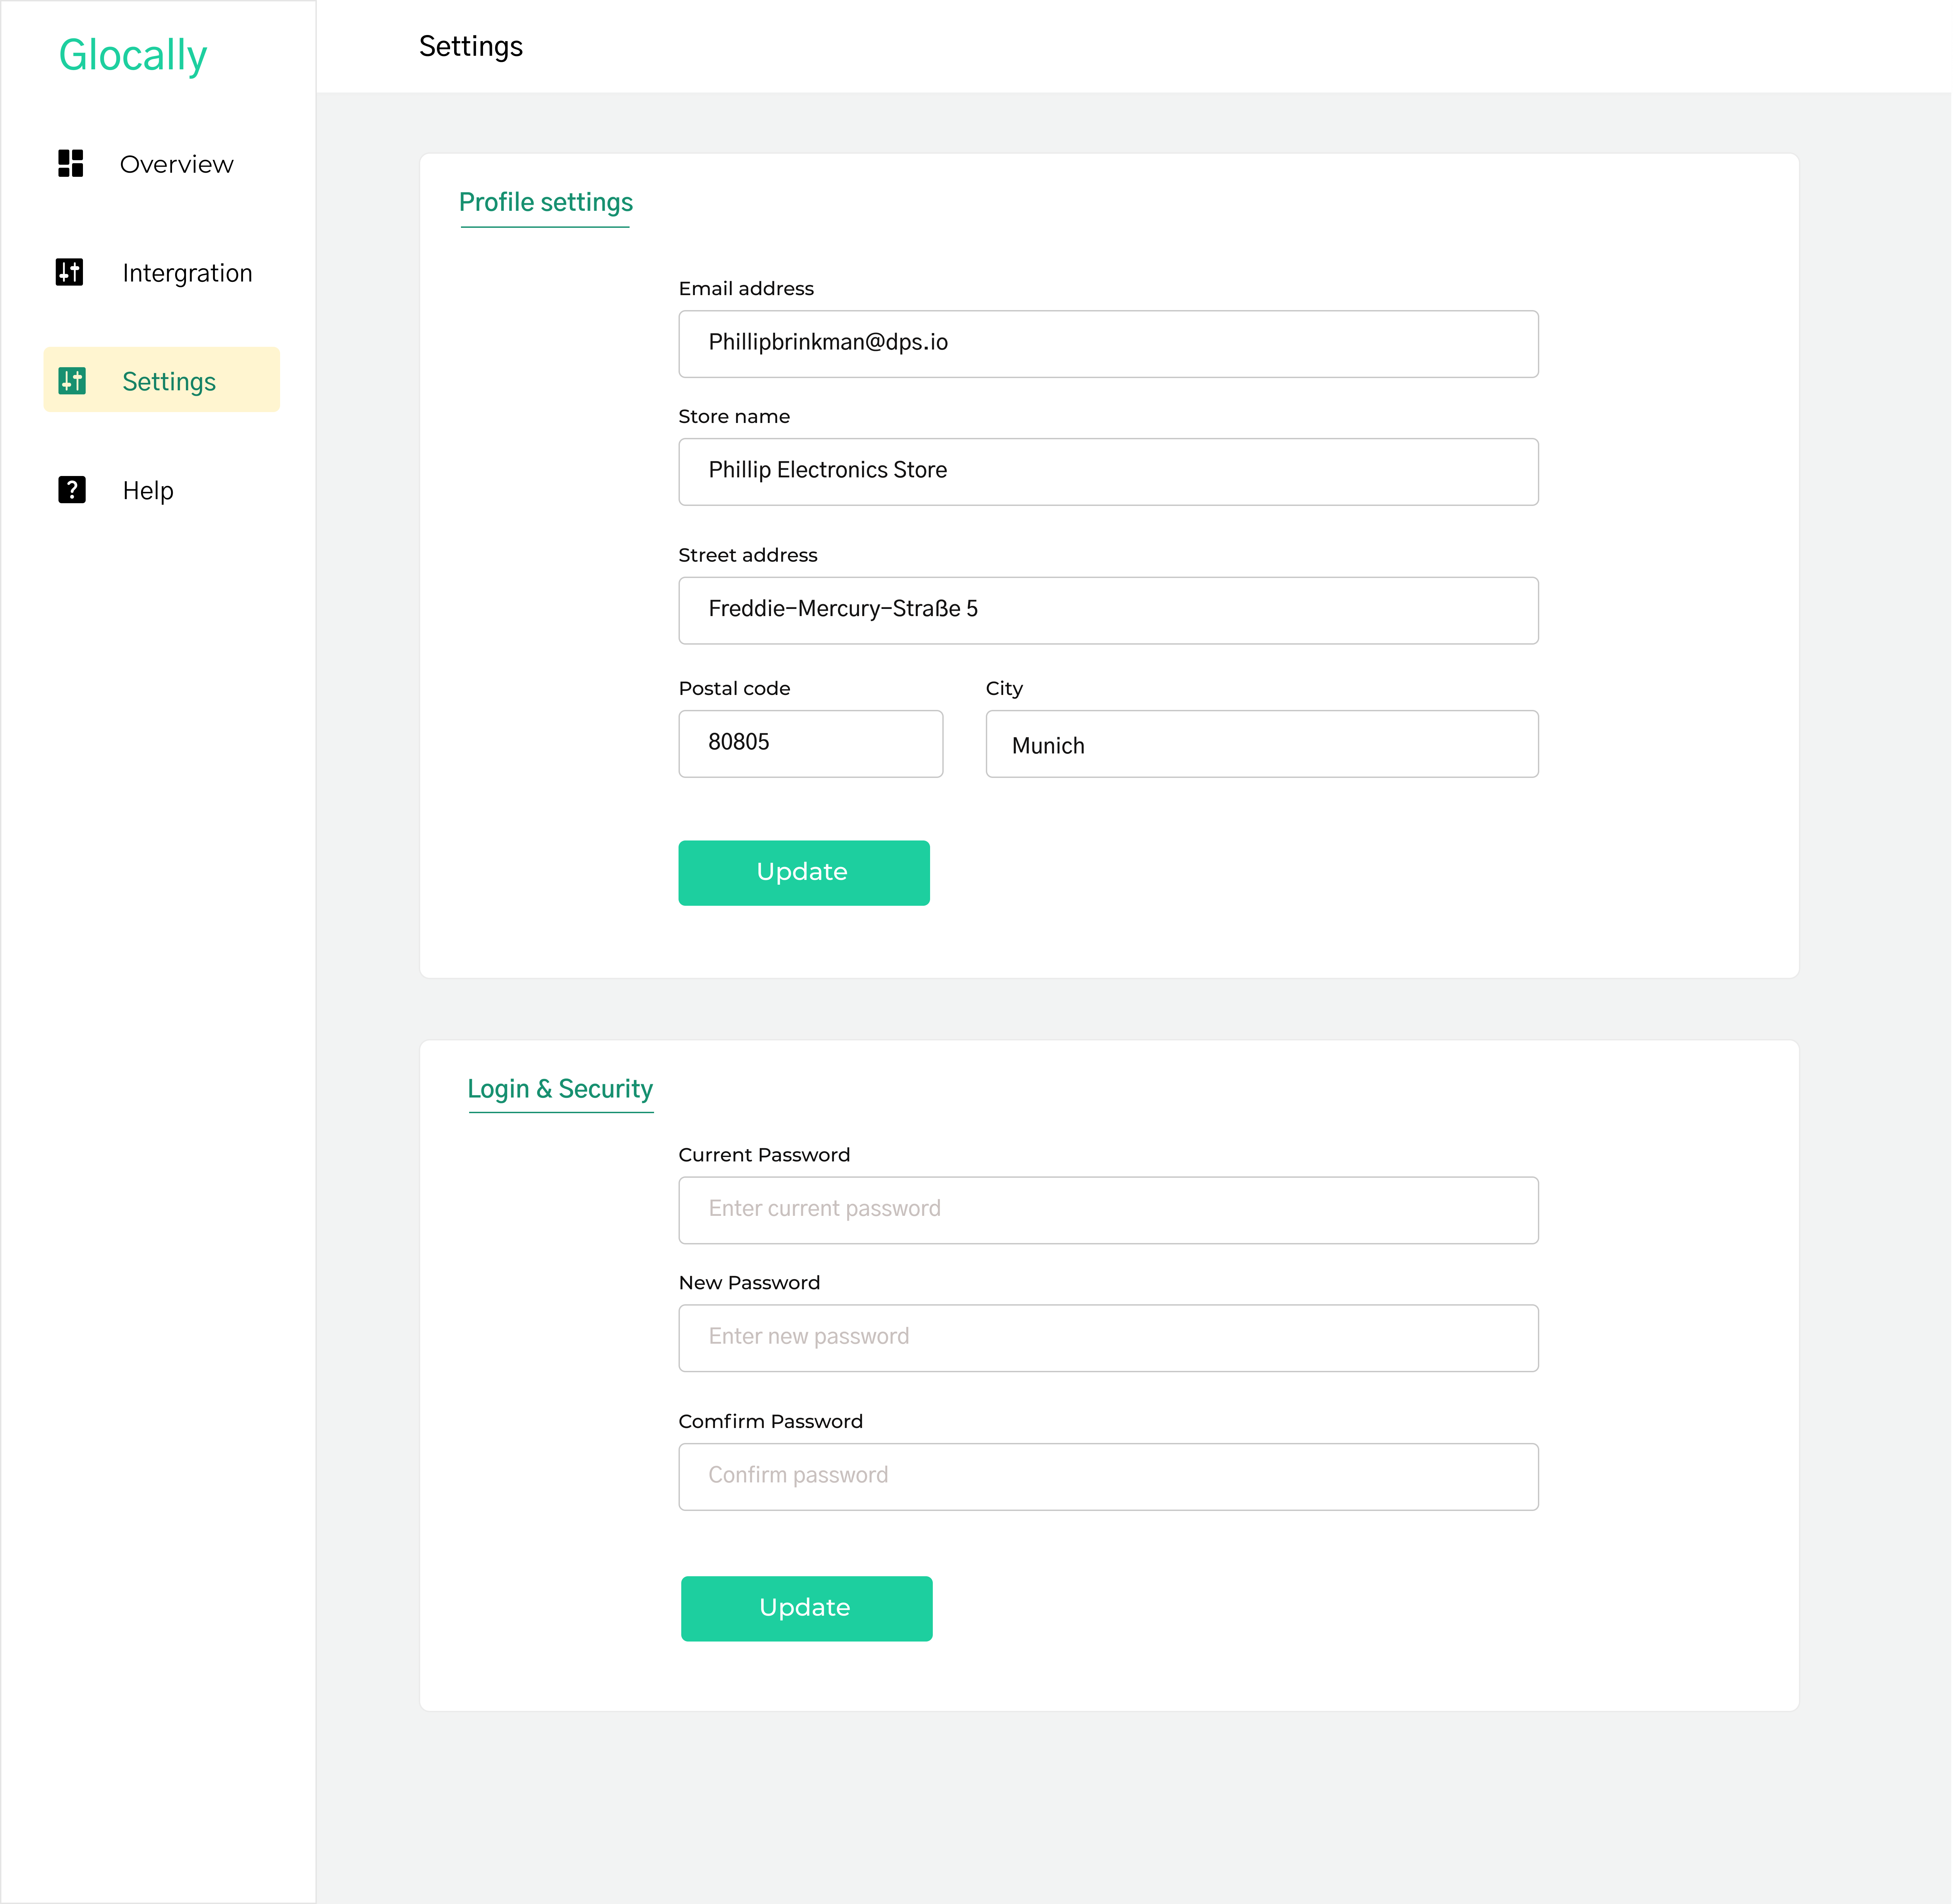 Glocally
Overview
Intergration
Settings
Help
Settings
Profile settings
Email address
Phillipbrinkman@dps.io
Store name
Phillip Electronics Store
Street address
Freddie-Mercury-Straße 5
Postal code
80805
City
Munich
Update
Login & Security
Current Password
Enter current password
New Password
Enter new password
Comfirm Password
Confirm password
Update